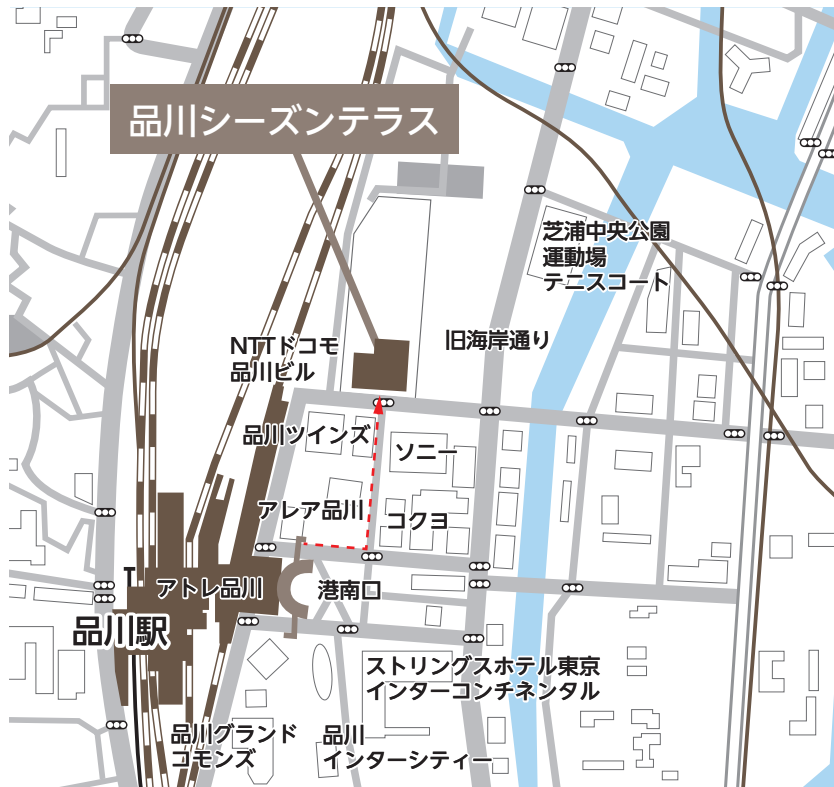 品川シーズンテラス
芝浦中央公園
運動場
テニスコート
旧海岸通り
NTTドコモ
品川ビル
品川ツインズ
ソニー
アレア品川
コクヨ
アトレ品川
港南口
品川駅
ストリングスホテル東京
インターコンチネンタル
品川グランド
コモンズ
品川
インターシティー